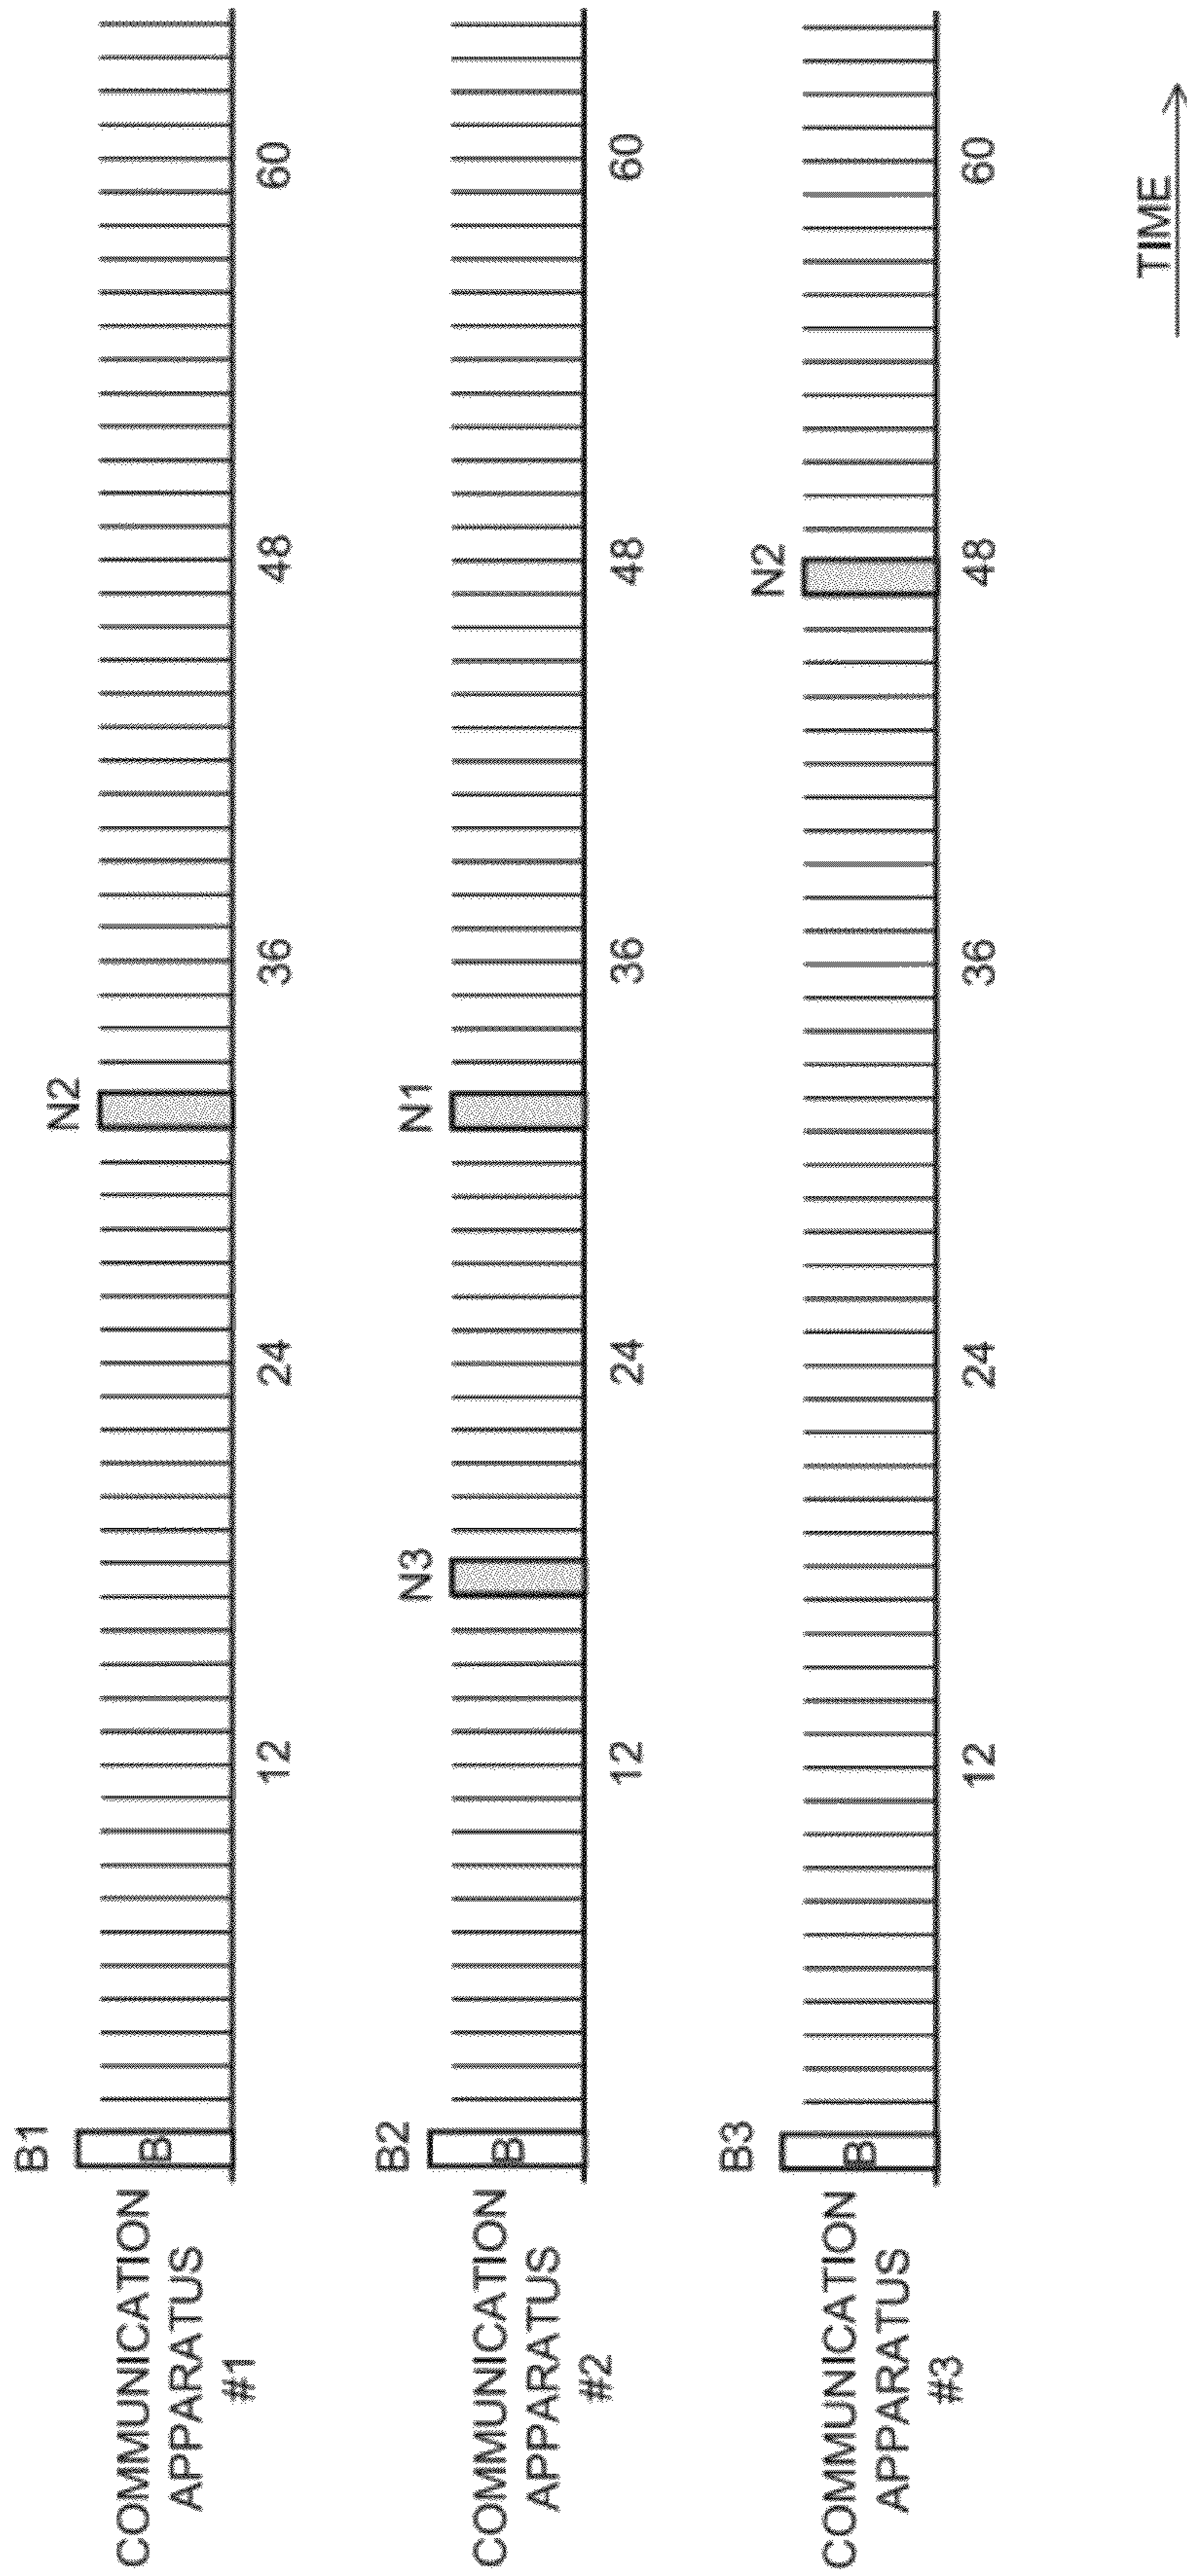 B1
N2
COMMUNICATION
APPARATUS
#1
B
12
24
36
48
60
B2
N3
N1
COMMUNICATION
APPARATUS
#2
B
12
24
36
48
60
B3
N2
COMMUNICATION
APPARATUS
#3
B
12
24
36
48
60
TIME